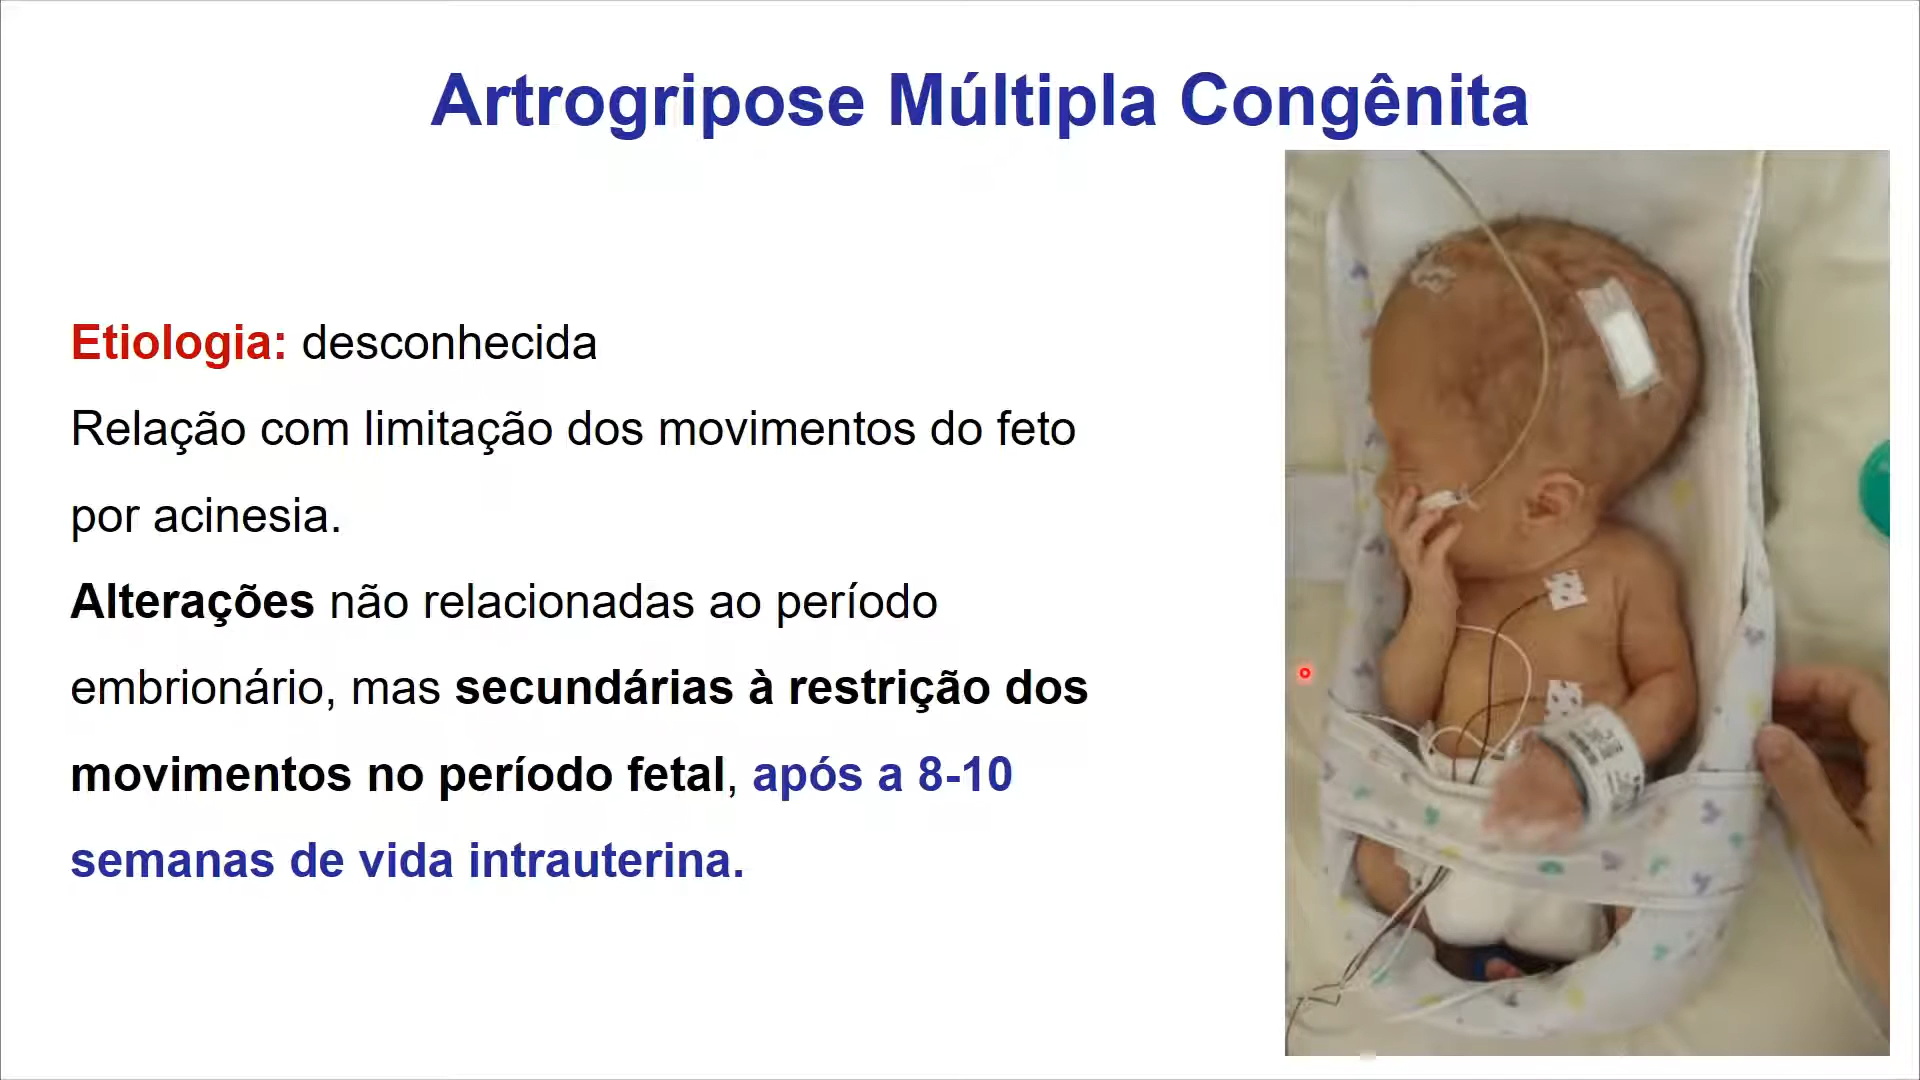 Artrogripose Múltipla Congênita
Etiologia: desconhecida
Relação com limitação dos movimentos do feto
por acinesia.
Alterações não relacionadas ao período
embrionário, mas secundárias à restrição dos
movimentos no período fetal, após a 8-10
semanas de vida intrauterina.